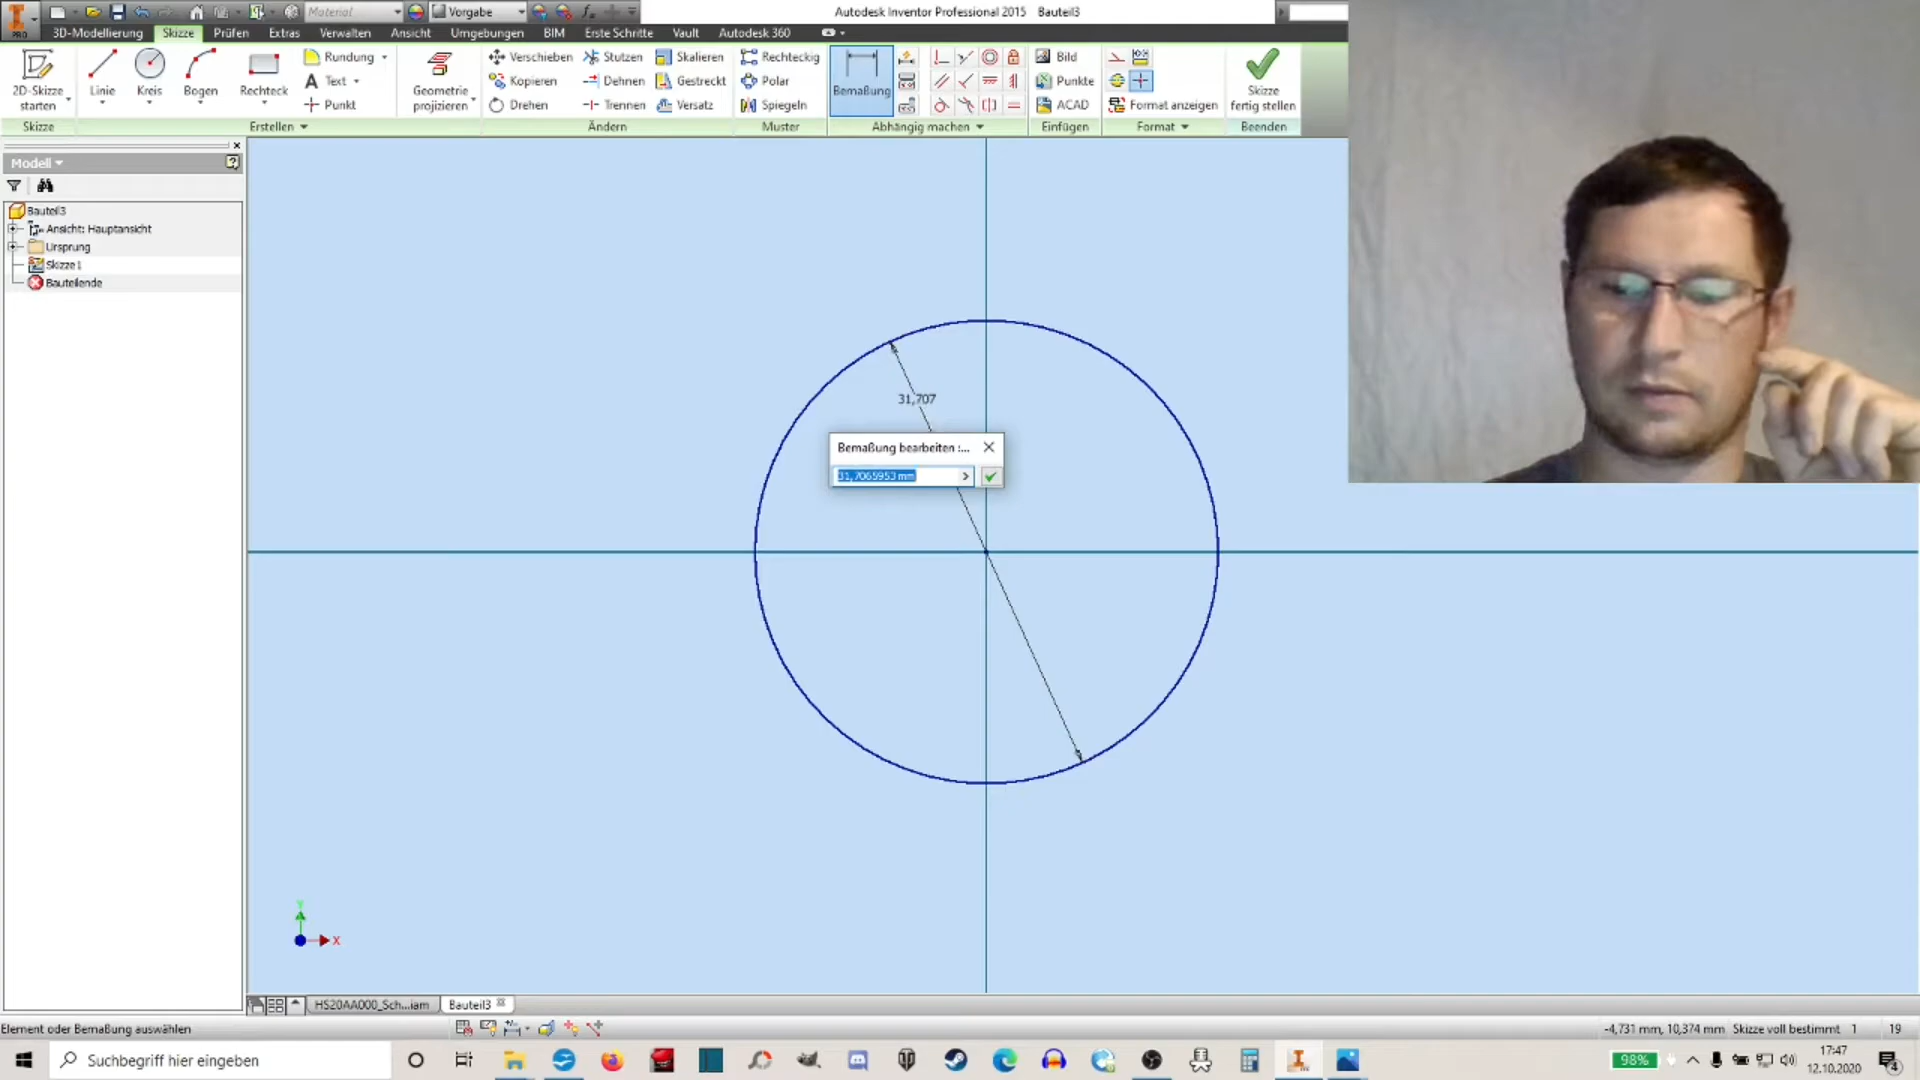 Material
Vorgabe
Autodesk Inventor Professional 2015 Bauteil3
PRO
3D-Modellierung Skizze Prüfen Extras Verwalten Ansicht Umgebungen BIM Erste Schritte Vault Autodesk 360
2D-Skizze starten
Linie
Kreis
Bogen
Rechteck
Rundung
Text
Punkt
Geometrie projizieren
Verschieben
Kopieren
Drehen
Stutzen
Dehnen
Trennen
Skalieren
Gestreckt
Versatz
Rechteckig
Polar
Spiegeln
Bemaßung
Bild
Punkte
ACAD
Format anzeigen
Skizze fertig stellen
Skizze Erstellen Ändern Muster Abhängig machen Einfügen Format Beenden
Modell
Bauteil3
Ansicht: Hauptansicht
Ursprung
Skizze1
Bauteilende
31,707
Bemaßung bearbeiten :...
31,7065953 mm
Y
X
HS20AA000_Sch...iam Bauteil3
Element oder Bemaßung auswählen
-4,731 mm, 10,374 mm Skizze voll bestimmt 1 19
Suchbegriff hier eingeben
98%
17:47
12.10.2020
4